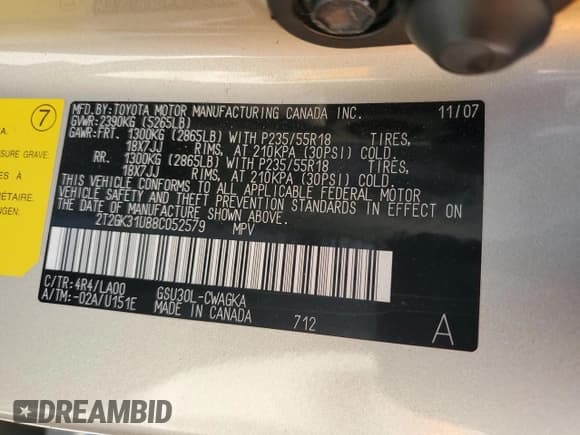 7
A.
SURE GRAVE:
À
RIÉTAIRE.
UGEN:
MFD.BY: TOYOTA MOTOR MANUFACTURING CANADA INC. 11/07
GVWR: 2390KG (5265LB)
GAWR: FRT. 1300KG (2865LB) WITH P235/55R18 TIRES,
18X7JJ RIMS, AT 210KPA (30PSI) COLD.
RR. 1300KG (2865LB) WITH P235/55R18 TIRES,
18X7JJ RIMS, AT 210KPA (30PSI) COLD.
THIS VEHICLE CONFORMS TO ALL APPLICABLE FEDERAL MOTOR
VEHICLE SAFETY AND THEFT PREVENTION STANDARDS IN EFFECT ON
THE DATE OF MANUFACTURE SHOWN ABOVE.
2T2GK31U88C052579 MPV
C/TR: 4R4/LA00 GSU30L-CWAGKA
A/TM: -02A/U151E MADE IN CANADA 712 A
DREAMBID